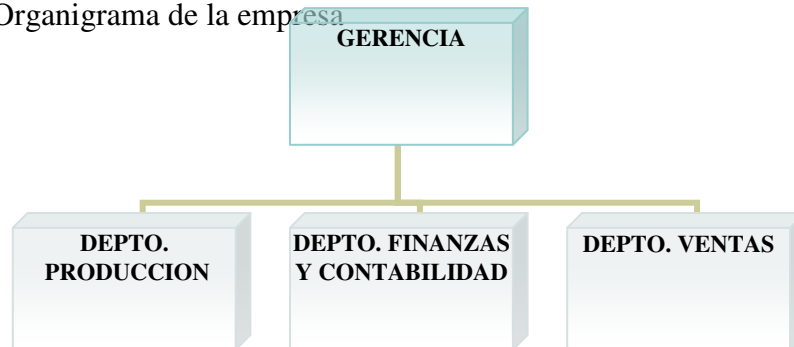 Organigrama de la empresa
GERENCIA
DEPTO.
PRODUCCION
DEPTO. FINANZAS
Y CONTABILIDAD
DEPTO. VENTAS